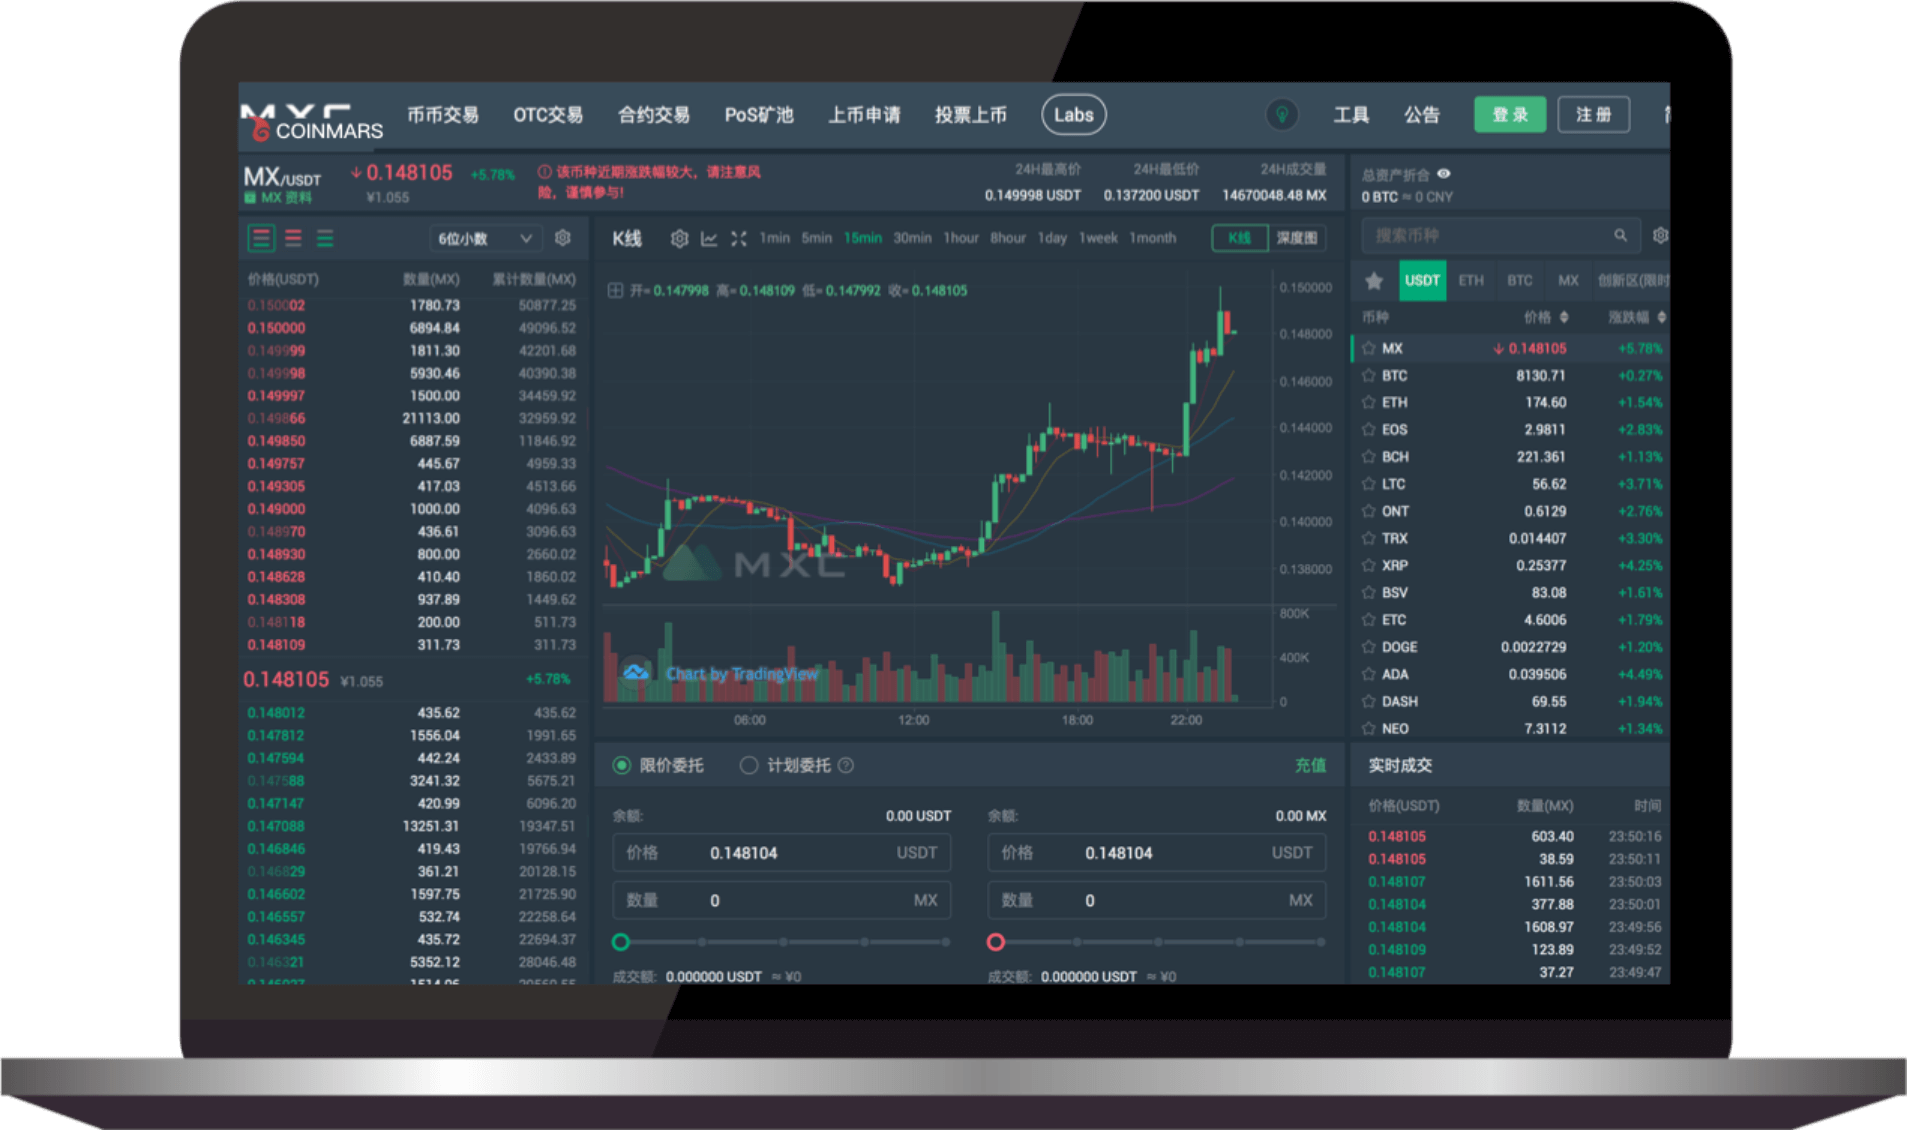 MXC
COINMARS
币币交易 OTC交易 合约交易 PoS矿池 上币申请 投票上币 Labs 工具 公告 登录 注册
MX/USDT
MX 资料
0.148105 +5.78%
¥1.055
该币种近期涨跌幅较大，请注意风
险，谨慎参与!
24H最高价 24H最低价 24H成交量
0.149998 USDT 0.137200 USDT 14670048.48 MX
总资产折合
0 BTC ≈ 0 CNY
6位小数
价格(USDT) 数量(MX) 累计数量(MX)
0.150002 1780.73 50877.25
0.150000 6894.84 49096.52
0.149999 1811.30 42201.68
0.149998 5930.46 40390.38
0.149997 1500.00 34459.92
0.149866 21113.00 32959.92
0.149850 6887.59 11846.92
0.149757 445.67 4959.33
0.149305 417.03 4513.66
0.149000 1000.00 4096.63
0.148970 436.61 3096.63
0.148930 800.00 2660.02
0.148628 410.40 1860.02
0.148308 937.89 1449.62
0.148118 200.00 511.73
0.148109 311.73 311.73
0.148105 ¥1.055 +5.78%
0.148012 435.62 435.62
0.147812 1556.04 1991.65
0.147594 442.24 2433.89
0.147588 3241.32 5675.21
0.147147 420.99 6096.20
0.147088 13251.31 19347.51
0.146846 419.43 19766.94
0.146829 361.21 20128.15
0.146602 1597.75 21725.90
0.146557 532.74 22258.64
0.146345 435.72 22694.37
0.146321 5352.12 28046.48
K线 1min 5min 15min 30min 1hour 8hour 1day 1week 1month K线 深度图
开= 0.147998 高= 0.148109 低= 0.147992 收= 0.148105
0.150000
0.148000
0.146000
0.144000
0.142000
0.140000
0.138000
MXC
800K
400K
0
Chart by TradingView
06:00 12:00 18:00 22:00
限价委托 计划委托 充值
余额: 0.00 USDT
价格 0.148104 USDT
数量 0 MX
成交额: 0.000000 USDT ≈ ¥0
余额: 0.00 MX
价格 0.148104 USDT
数量 0 MX
成交额: 0.000000 USDT ≈ ¥0
搜索币种
USDT ETH BTC MX 创新区(限时
币种 价格 涨跌幅
MX 0.148105 +5.78%
BTC 8130.71 +0.27%
ETH 174.60 +1.54%
EOS 2.9811 +2.83%
BCH 221.361 +1.13%
LTC 56.62 +3.71%
ONT 0.6129 +2.76%
TRX 0.014407 +3.30%
XRP 0.25377 +4.25%
BSV 83.08 +1.61%
ETC 4.6006 +1.79%
DOGE 0.0022729 +1.20%
ADA 0.039506 +4.49%
DASH 69.55 +1.94%
NEO 7.3112 +1.34%
实时成交
价格(USDT) 数量(MX) 时间
0.148105 603.40 23:50:16
0.148105 38.59 23:50:11
0.148107 1611.56 23:50:03
0.148104 377.88 23:50:01
0.148104 1608.97 23:49:56
0.148109 123.89 23:49:52
0.148107 37.27 23:49:47